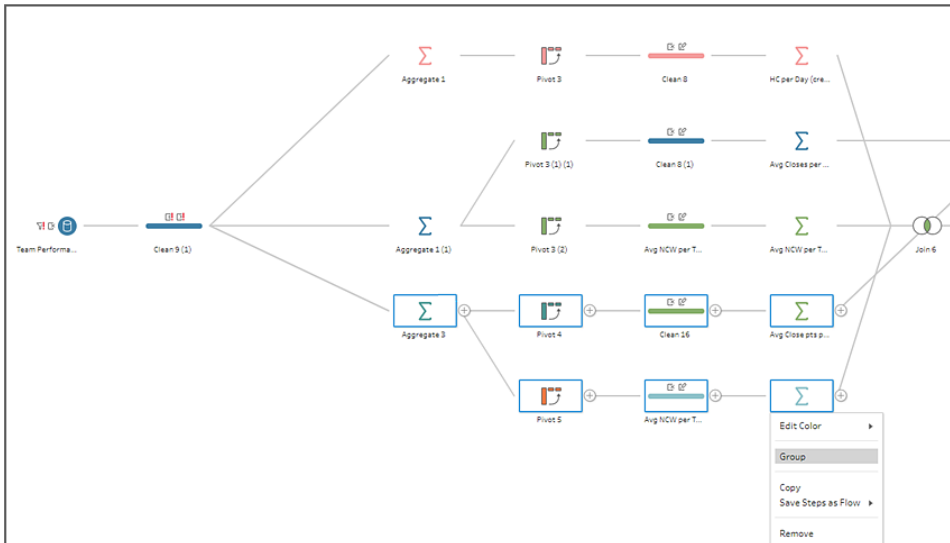 Aggregate 1
Pivot 3
Clean 8
HC per Day (cre...
Pivot 3 (1) (1)
Clean 8 (1)
Avg Closes per ...
Team Performa...
Clean 9 (1)
Aggregate 1 (1)
Pivot 3 (2)
Avg NCW per T...
Avg NCW per T...
Join 6
Aggregate 3
Pivot 4
Clean 16
Avg Close pts p...
Pivot 5
Avg NCW per T...
Edit Color
Group
Copy
Save Steps as Flow
Remove